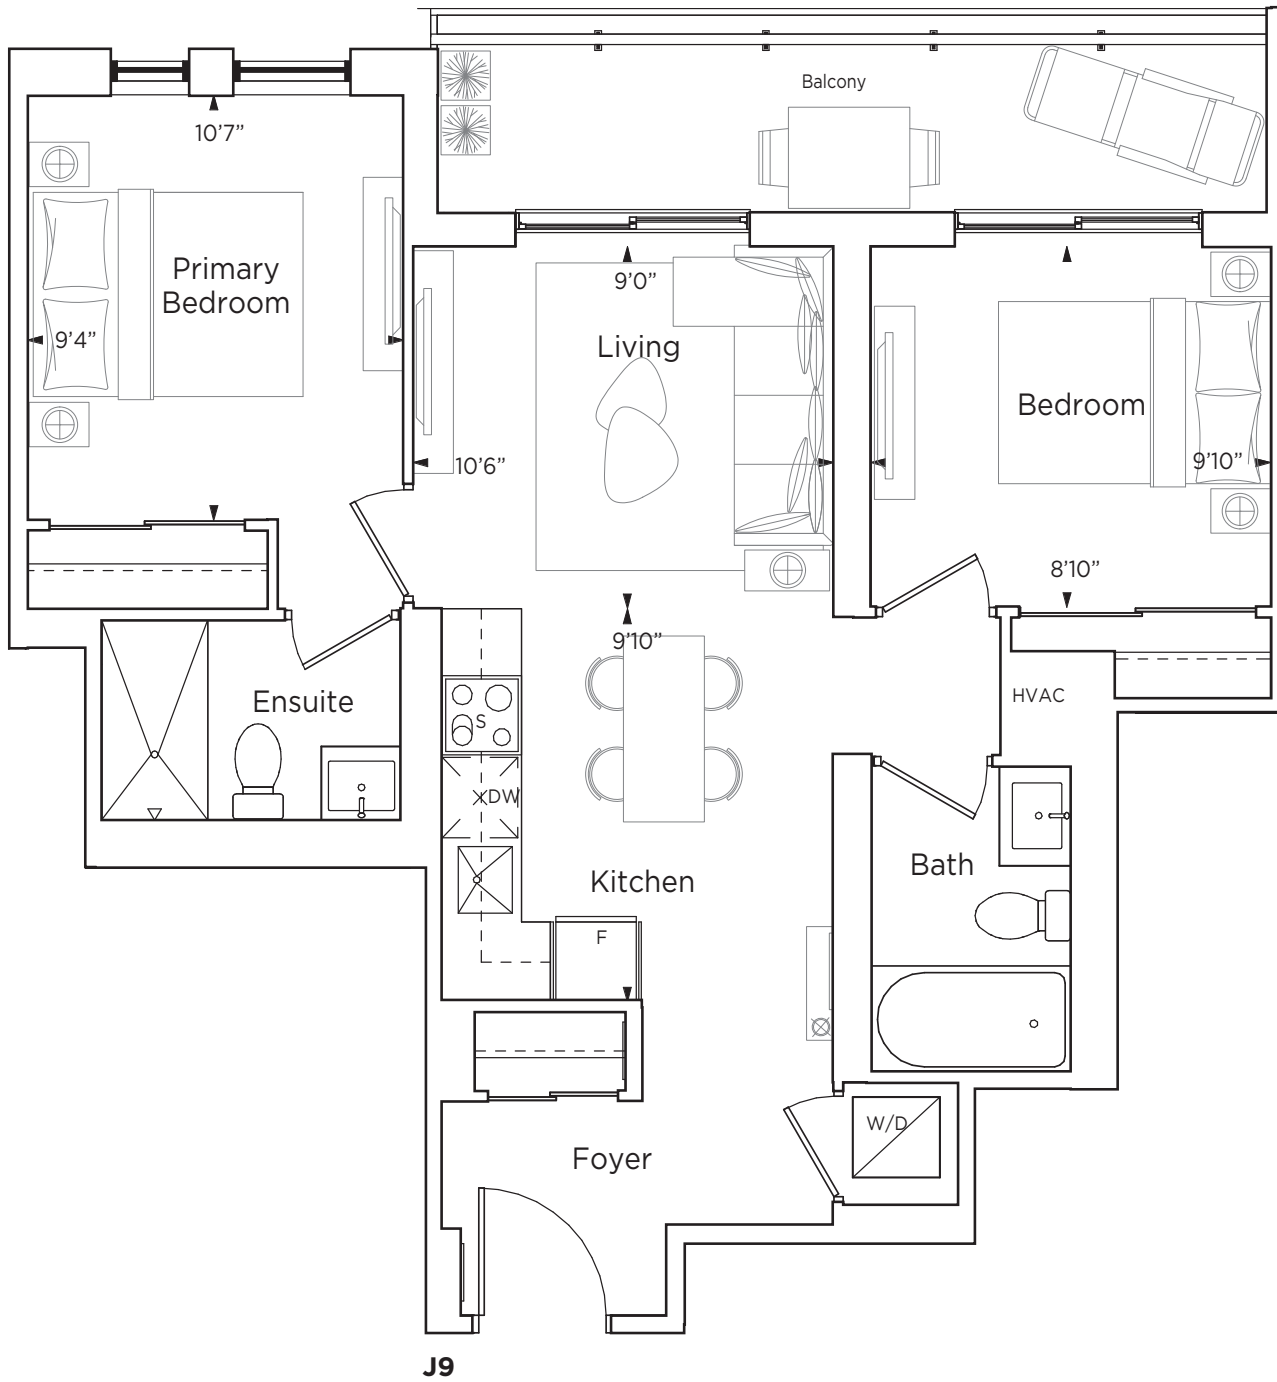 Balcony
10’7”
Primary
Bedroom
9’0”
9’4”
Living
Bedroom
10’6”
9’10”
8’10”
9’10”
Ensuite
HVAC
S
DW
Bath
Kitchen
F
W/D
Foyer
J9